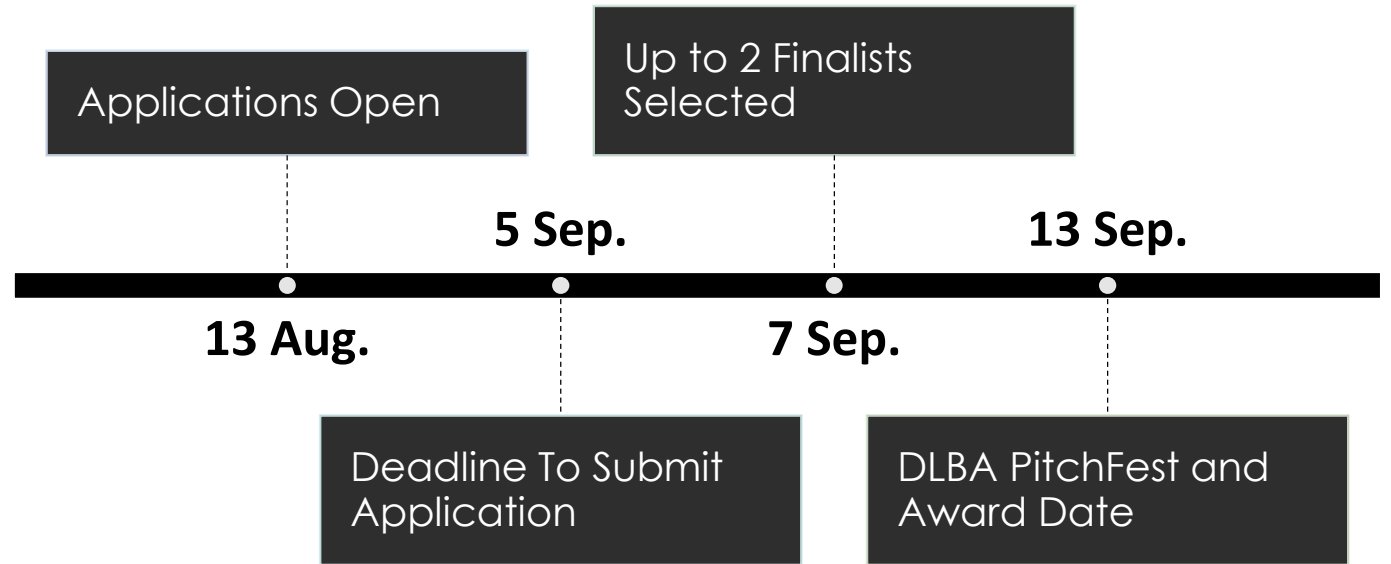 Applications Open
13 Aug.
5 Sep.
Deadline To Submit
Application
Up to 2 Finalists
Selected
7 Sep.
13 Sep.
DLBA PitchFest and
Award Date